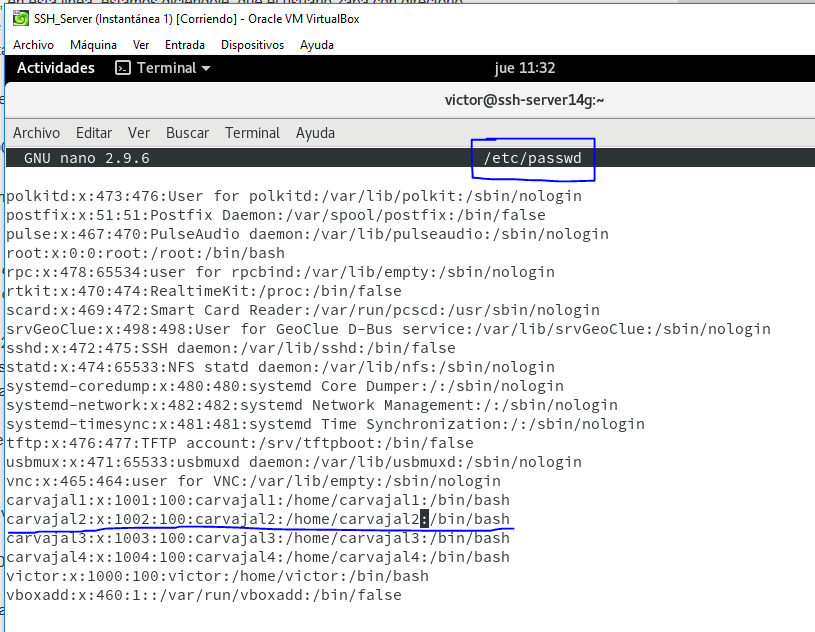 SSH_Server (Instantánea 1) [Corriendo] - Oracle VM VirtualBox
Archivo Máquina Ver Entrada Dispositivos Ayuda
Actividades Terminal jue 11:32
victor@ssh-server14g:~
Archivo Editar Ver Buscar Terminal Ayuda
GNU nano 2.9.6 /etc/passwd
polkitd:x:473:476:User for polkitd:/var/lib/polkit:/sbin/nologin
postfix:x:51:51:Postfix Daemon:/var/spool/postfix:/bin/false
pulse:x:467:470:PulseAudio daemon:/var/lib/pulseaudio:/sbin/nologin
root:x:0:0:root:/root:/bin/bash
rpc:x:478:65534:user for rpcbind:/var/lib/empty:/sbin/nologin
rtkit:x:470:474:RealtimeKit:/proc:/bin/false
scard:x:469:472:Smart Card Reader:/var/run/pcscd:/usr/sbin/nologin
srvGeoClue:x:498:498:User for GeoClue D-Bus service:/var/lib/srvGeoClue:/sbin/nologin
sshd:x:472:475:SSH daemon:/var/lib/sshd:/bin/false
statd:x:474:65533:NFS statd daemon:/var/lib/nfs:/sbin/nologin
systemd-coredump:x:480:480:systemd Core Dumper:/:/sbin/nologin
systemd-network:x:482:482:systemd Network Management:/:/sbin/nologin
systemd-timesync:x:481:481:systemd Time Synchronization:/:/sbin/nologin
tftp:x:476:477:TFTP account:/srv/tftpboot:/bin/false
usbmux:x:471:65533:usbmuxd daemon:/var/lib/usbmuxd:/sbin/nologin
vnc:x:465:464:user for VNC:/var/lib/empty:/sbin/nologin
carvajal1:x:1001:100:carvajal1:/home/carvajal1:/bin/bash
carvajal2:x:1002:100:carvajal2:/home/carvajal2:/bin/bash
carvajal3:x:1003:100:carvajal3:/home/carvajal3:/bin/bash
carvajal4:x:1004:100:carvajal4:/home/carvajal4:/bin/bash
victor:x:1000:100:victor:/home/victor:/bin/bash
vboxadd:x:460:1::/var/run/vboxadd:/bin/false